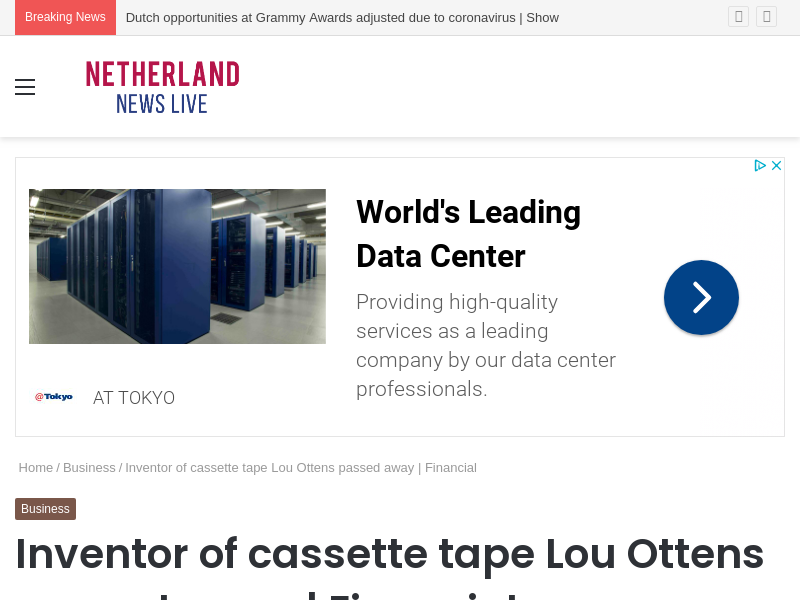 Breaking News
Dutch opportunities at Grammy Awards adjusted due to coronavirus | Show
NETHERLAND
NEWS LIVE
World's Leading
Data Center
Providing high-quality
services as a leading
company by our data center
professionals.
@Tokyo
AT TOKYO
Home / Business / Inventor of cassette tape Lou Ottens passed away | Financial
Business
Inventor of cassette tape Lou Ottens